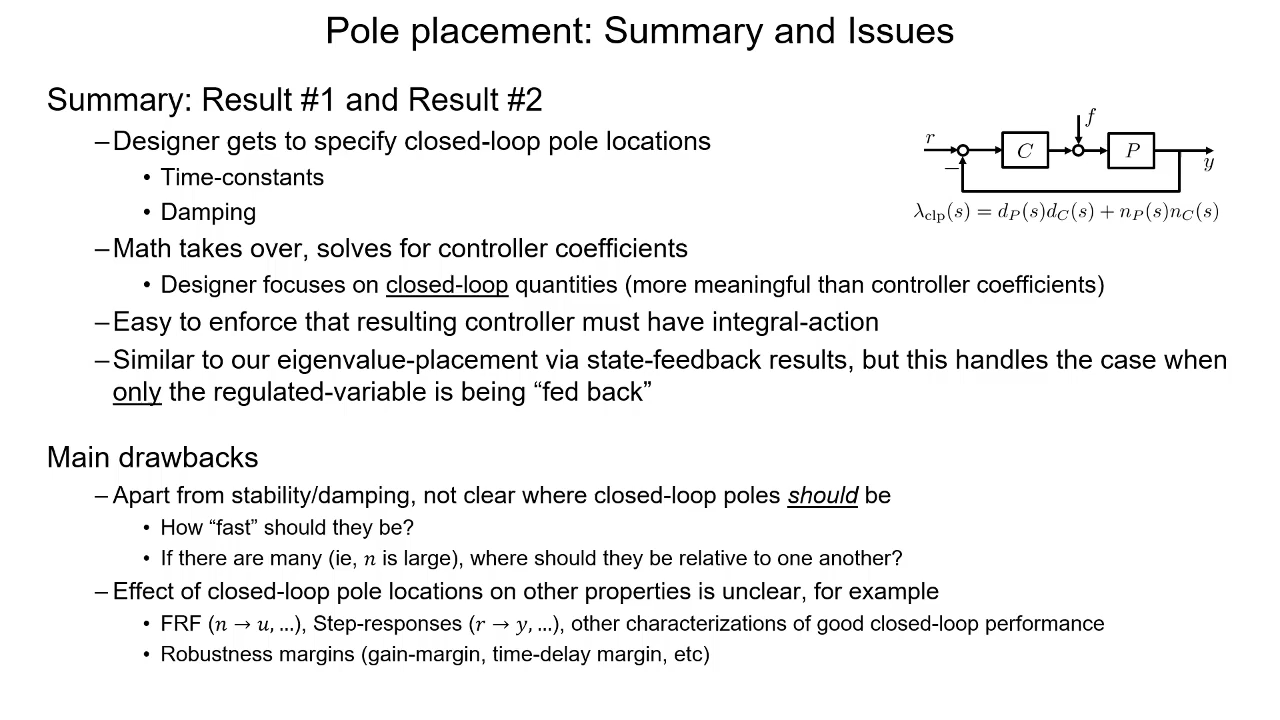 Pole placement: Summary and Issues
Summary: Result #1 and Result #2
–Designer gets to specify closed-loop pole locations
• Time-constants
• Damping
–Math takes over, solves for controller coefficients
• Designer focuses on closed-loop quantities (more meaningful than controller coefficients)
–Easy to enforce that resulting controller must have integral-action
–Similar to our eigenvalue-placement via state-feedback results, but this handles the case when
only the regulated-variable is being “fed back”
r
−
C
f
P
y
λ_clp(s) = d_P(s)d_C(s) + n_P(s)n_C(s)
Main drawbacks
–Apart from stability/damping, not clear where closed-loop poles should be
• How “fast” should they be?
• If there are many (ie, n is large), where should they be relative to one another?
–Effect of closed-loop pole locations on other properties is unclear, for example
• FRF (n → u, …), Step-responses (r → y, …), other characterizations of good closed-loop performance
• Robustness margins (gain-margin, time-delay margin, etc)